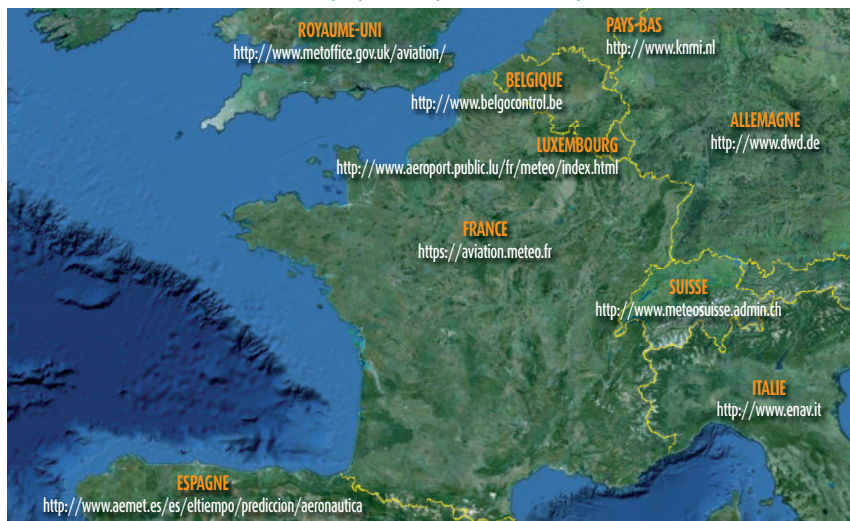 ROYAUME-UNI
http://www.metoffice.gov.uk/aviation/
PAYS-BAS
http://www.knmi.nl
BELGIQUE
http://www.belgocontrol.be
ALLEMAGNE
http://www.dwd.de
LUXEMBOURG
http://www.aeroport.public.lu/fr/meteo/index.html
FRANCE
https://aviation.meteo.fr
SUISSE
http://www.meteosuisse.admin.ch
ITALIE
http://www.enav.it
ESPAGNE
http://www.aemet.es/es/eltiempo/prediccion/aeronautica